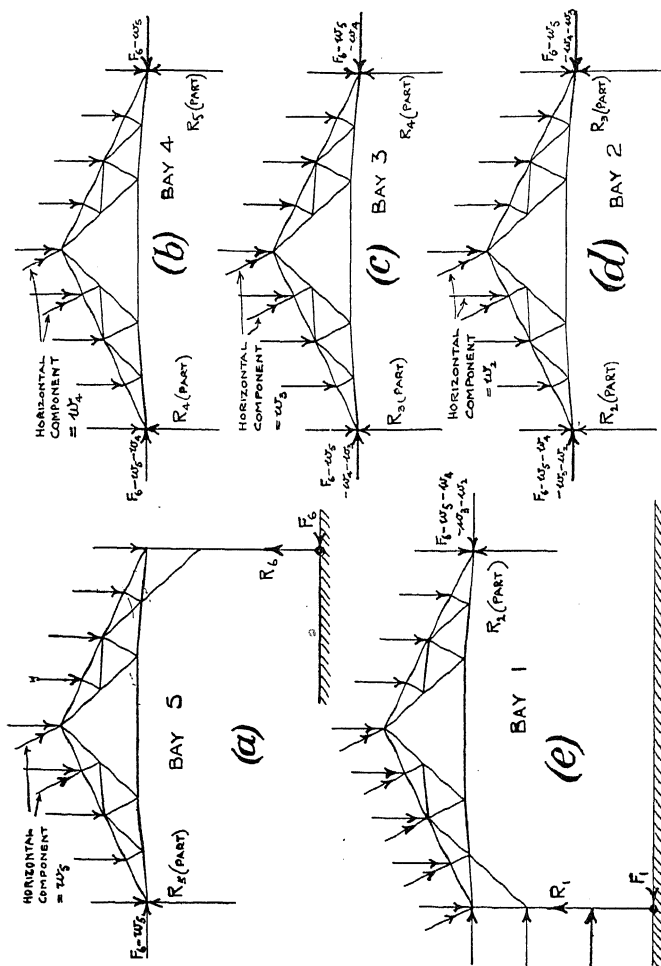 HORIZONTAL
COMPONENT
= w₅
F₆-w₅
R₅(PART)
BAY 5
R₆
F₆
(a)
HORIZONTAL
COMPONENT
= w₄
F₆-w₅-w₄
R₄(PART)
BAY 4
F₆-w₅
R₅(PART)
(b)
HORIZONTAL
COMPONENT
= w₃
F₆-w₅
-w₄-w₃
R₃(PART)
BAY 3
F₆-w₅
-w₄
R₄(PART)
(c)
HORIZONTAL
COMPONENT
= w₂
F₆-w₅-w₄
-w₃-w₂
R₂(PART)
BAY 2
F₆-w₅
-w₄-w₃
R₃(PART)
(d)
F₆-w₅-w₄
-w₃-w₂
R₂(PART)
BAY 1
R₁
F₁
(e)